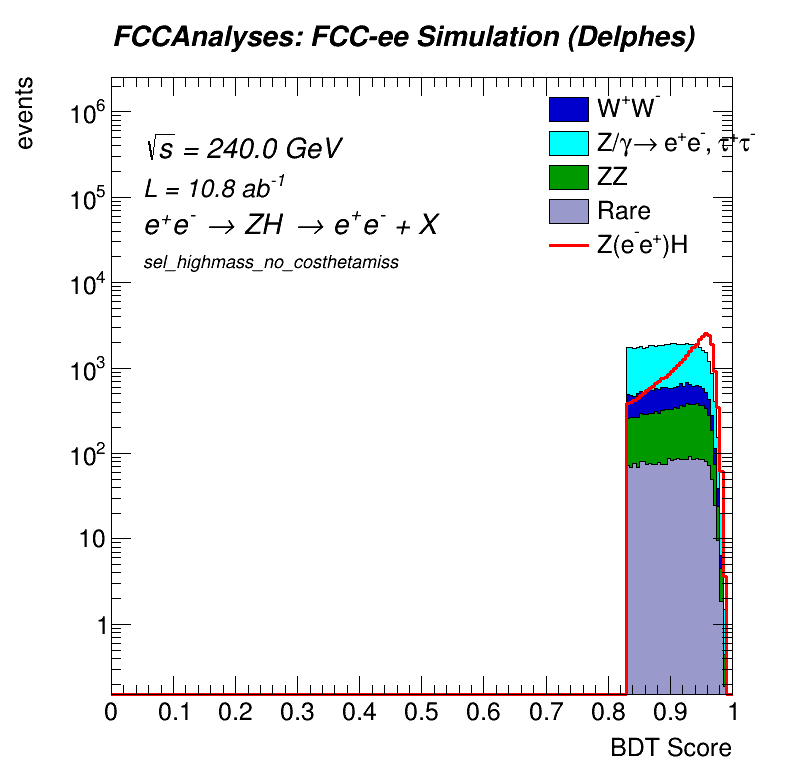 FCCAnalyses: FCC-ee Simulation (Delphes)
events
10⁶
10⁵
10⁴
10³
10²
10
1
√s = 240.0 GeV
L = 10.8 ab⁻¹
e⁺e⁻ → ZH → e⁺e⁻ + X
sel_highmass_no_costhetamiss
W⁺W⁻
Z/γ→ e⁺e⁻, τ⁺τ⁻
ZZ
Rare
Z(e⁻e⁺)H
0 0.1 0.2 0.3 0.4 0.5 0.6 0.7 0.8 0.9 1
BDT Score